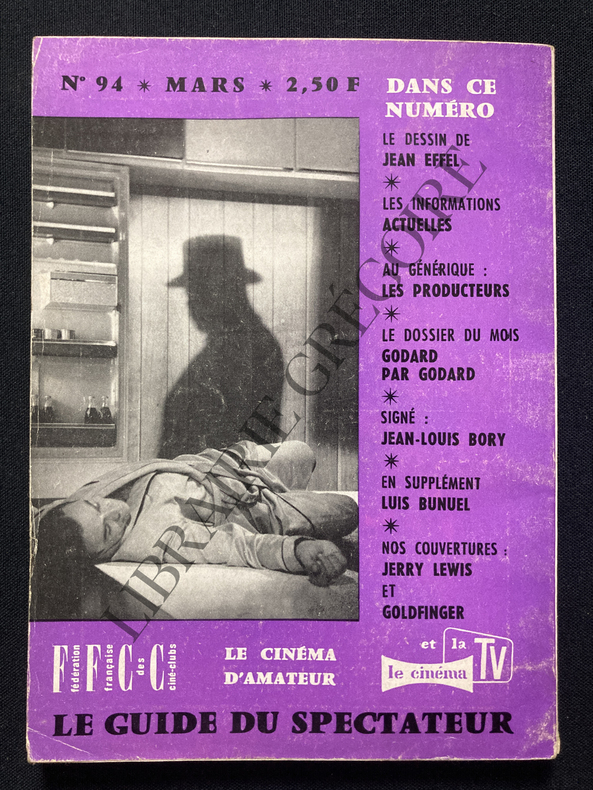 N° 94 * MARS * 2,50 F
DANS CE
NUMÉRO
LE DESSIN DE
JEAN EFFEL
*
LES INFORMATIONS
ACTUELLES
*
AU GÉNÉRIQUE :
LES PRODUCTEURS
*
LE DOSSIER DU MOIS
GODARD
PAR GODARD
*
SIGNÉ :
JEAN-LOUIS BORY
*
EN SUPPLÉMENT
LUIS BUNUEL
*
NOS COUVERTURES :
JERRY LEWIS
ET
GOLDFINGER
LIBRAIRIE GRÉGOIRE
Fédération
Française
des
Ciné-clubs
LE CINÉMA
D'AMATEUR
et la
le cinéma
TV
LE GUIDE DU SPECTATEUR